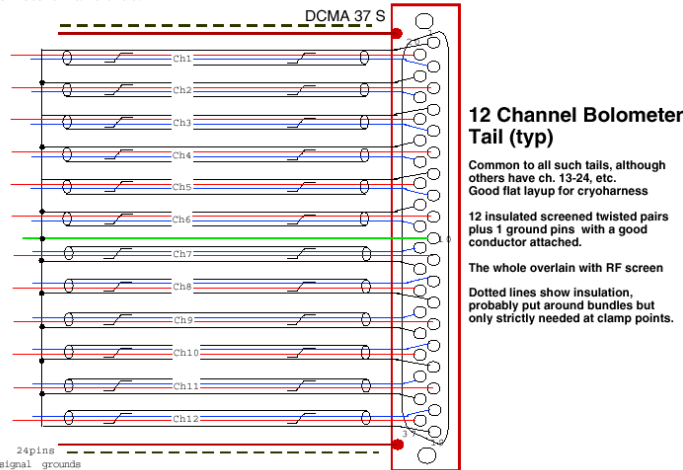 DCMA 37 S
Ch1
Ch2
Ch3
Ch4
Ch5
Ch6
Ch7
Ch8
Ch9
Ch10
Ch11
Ch12
10
37
24pins
signal grounds
12 Channel Bolometer
Tail (typ)
Common to all such tails, although
others have ch. 13-24, etc.
Good flat layup for cryoharness
12 insulated screened twisted pairs
plus 1 ground pins with a good
conductor attached.
The whole overlain with RF screen
Dotted lines show insulation,
probably put around bundles but
only strictly needed at clamp points.